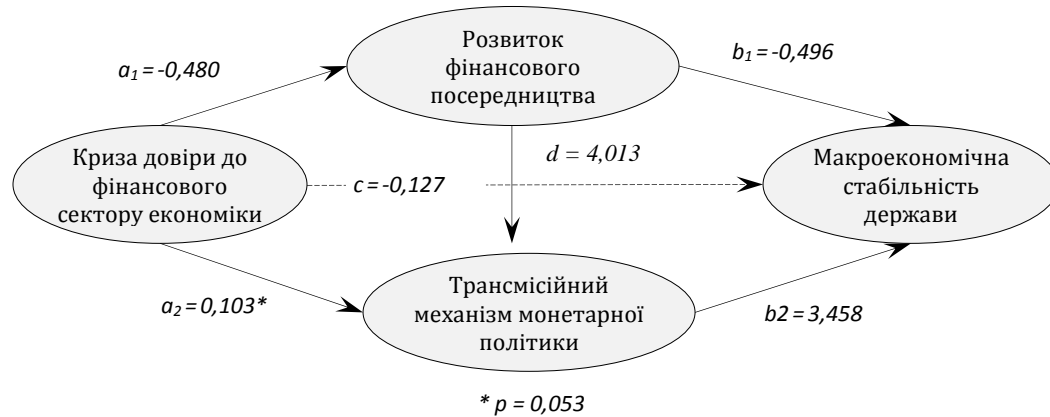 Розвиток
фінансового
посередництва
a₁ = -0,480
b₁ = -0,496
Криза довіри до
фінансового
сектору економіки
c = -0,127
d = 4,013
Макроекономічна
стабільність
держави
a₂ = 0,103*
Трансмісійний
механізм монетарної
політики
b2 = 3,458
* p = 0,053